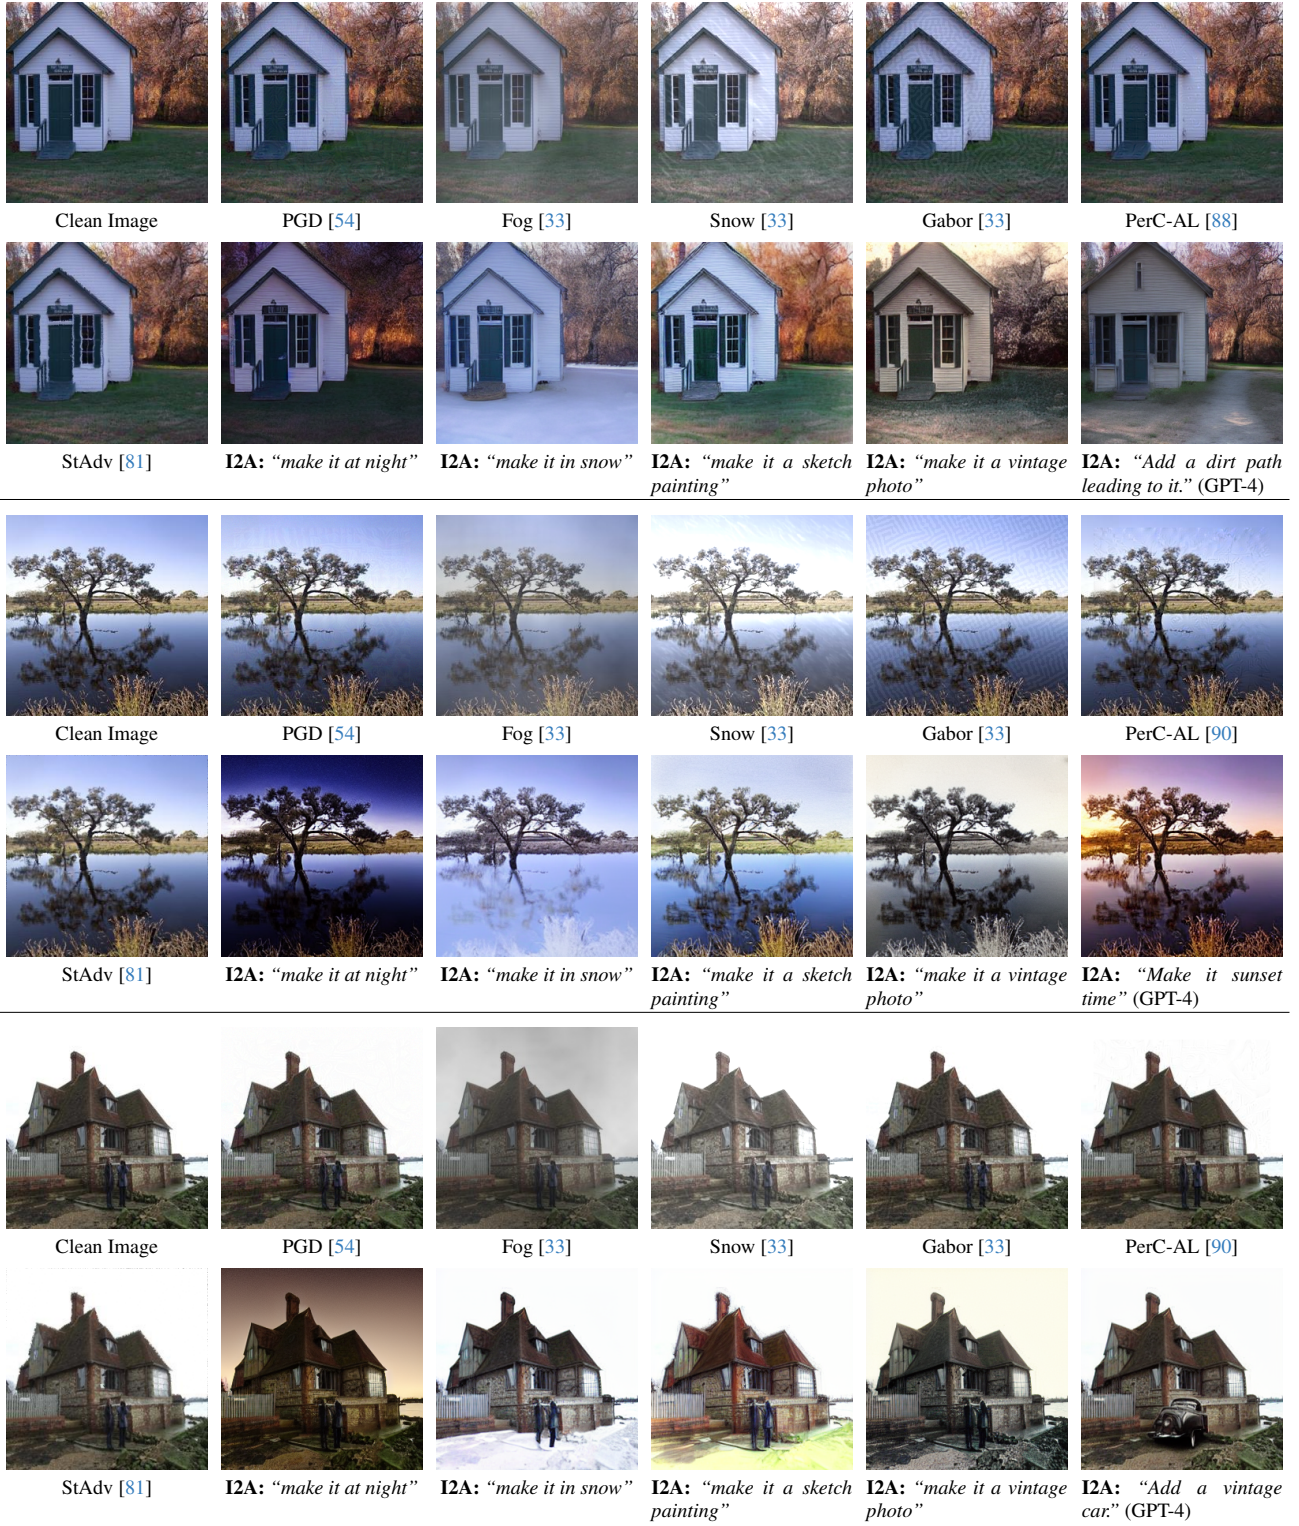 Clean Image
PGD [54]
Fog [33]
Snow [33]
Gabor [33]
PerC-AL [88]
StAdv [81]
I2A: “make it at night”
I2A: “make it in snow”
I2A: “make it a sketch
painting”
I2A: “make it a vintage
photo”
I2A: “Add a dirt path
leading to it.” (GPT-4)
Clean Image
PGD [54]
Fog [33]
Snow [33]
Gabor [33]
PerC-AL [90]
StAdv [81]
I2A: “make it at night”
I2A: “make it in snow”
I2A: “make it a sketch
painting”
I2A: “make it a vintage
photo”
I2A: “Make it sunset
time” (GPT-4)
Clean Image
PGD [54]
Fog [33]
Snow [33]
Gabor [33]
PerC-AL [90]
StAdv [81]
I2A: “make it at night”
I2A: “make it in snow”
I2A: “make it a sketch
painting”
I2A: “make it a vintage
photo”
I2A: “Add a vintage
car.” (GPT-4)